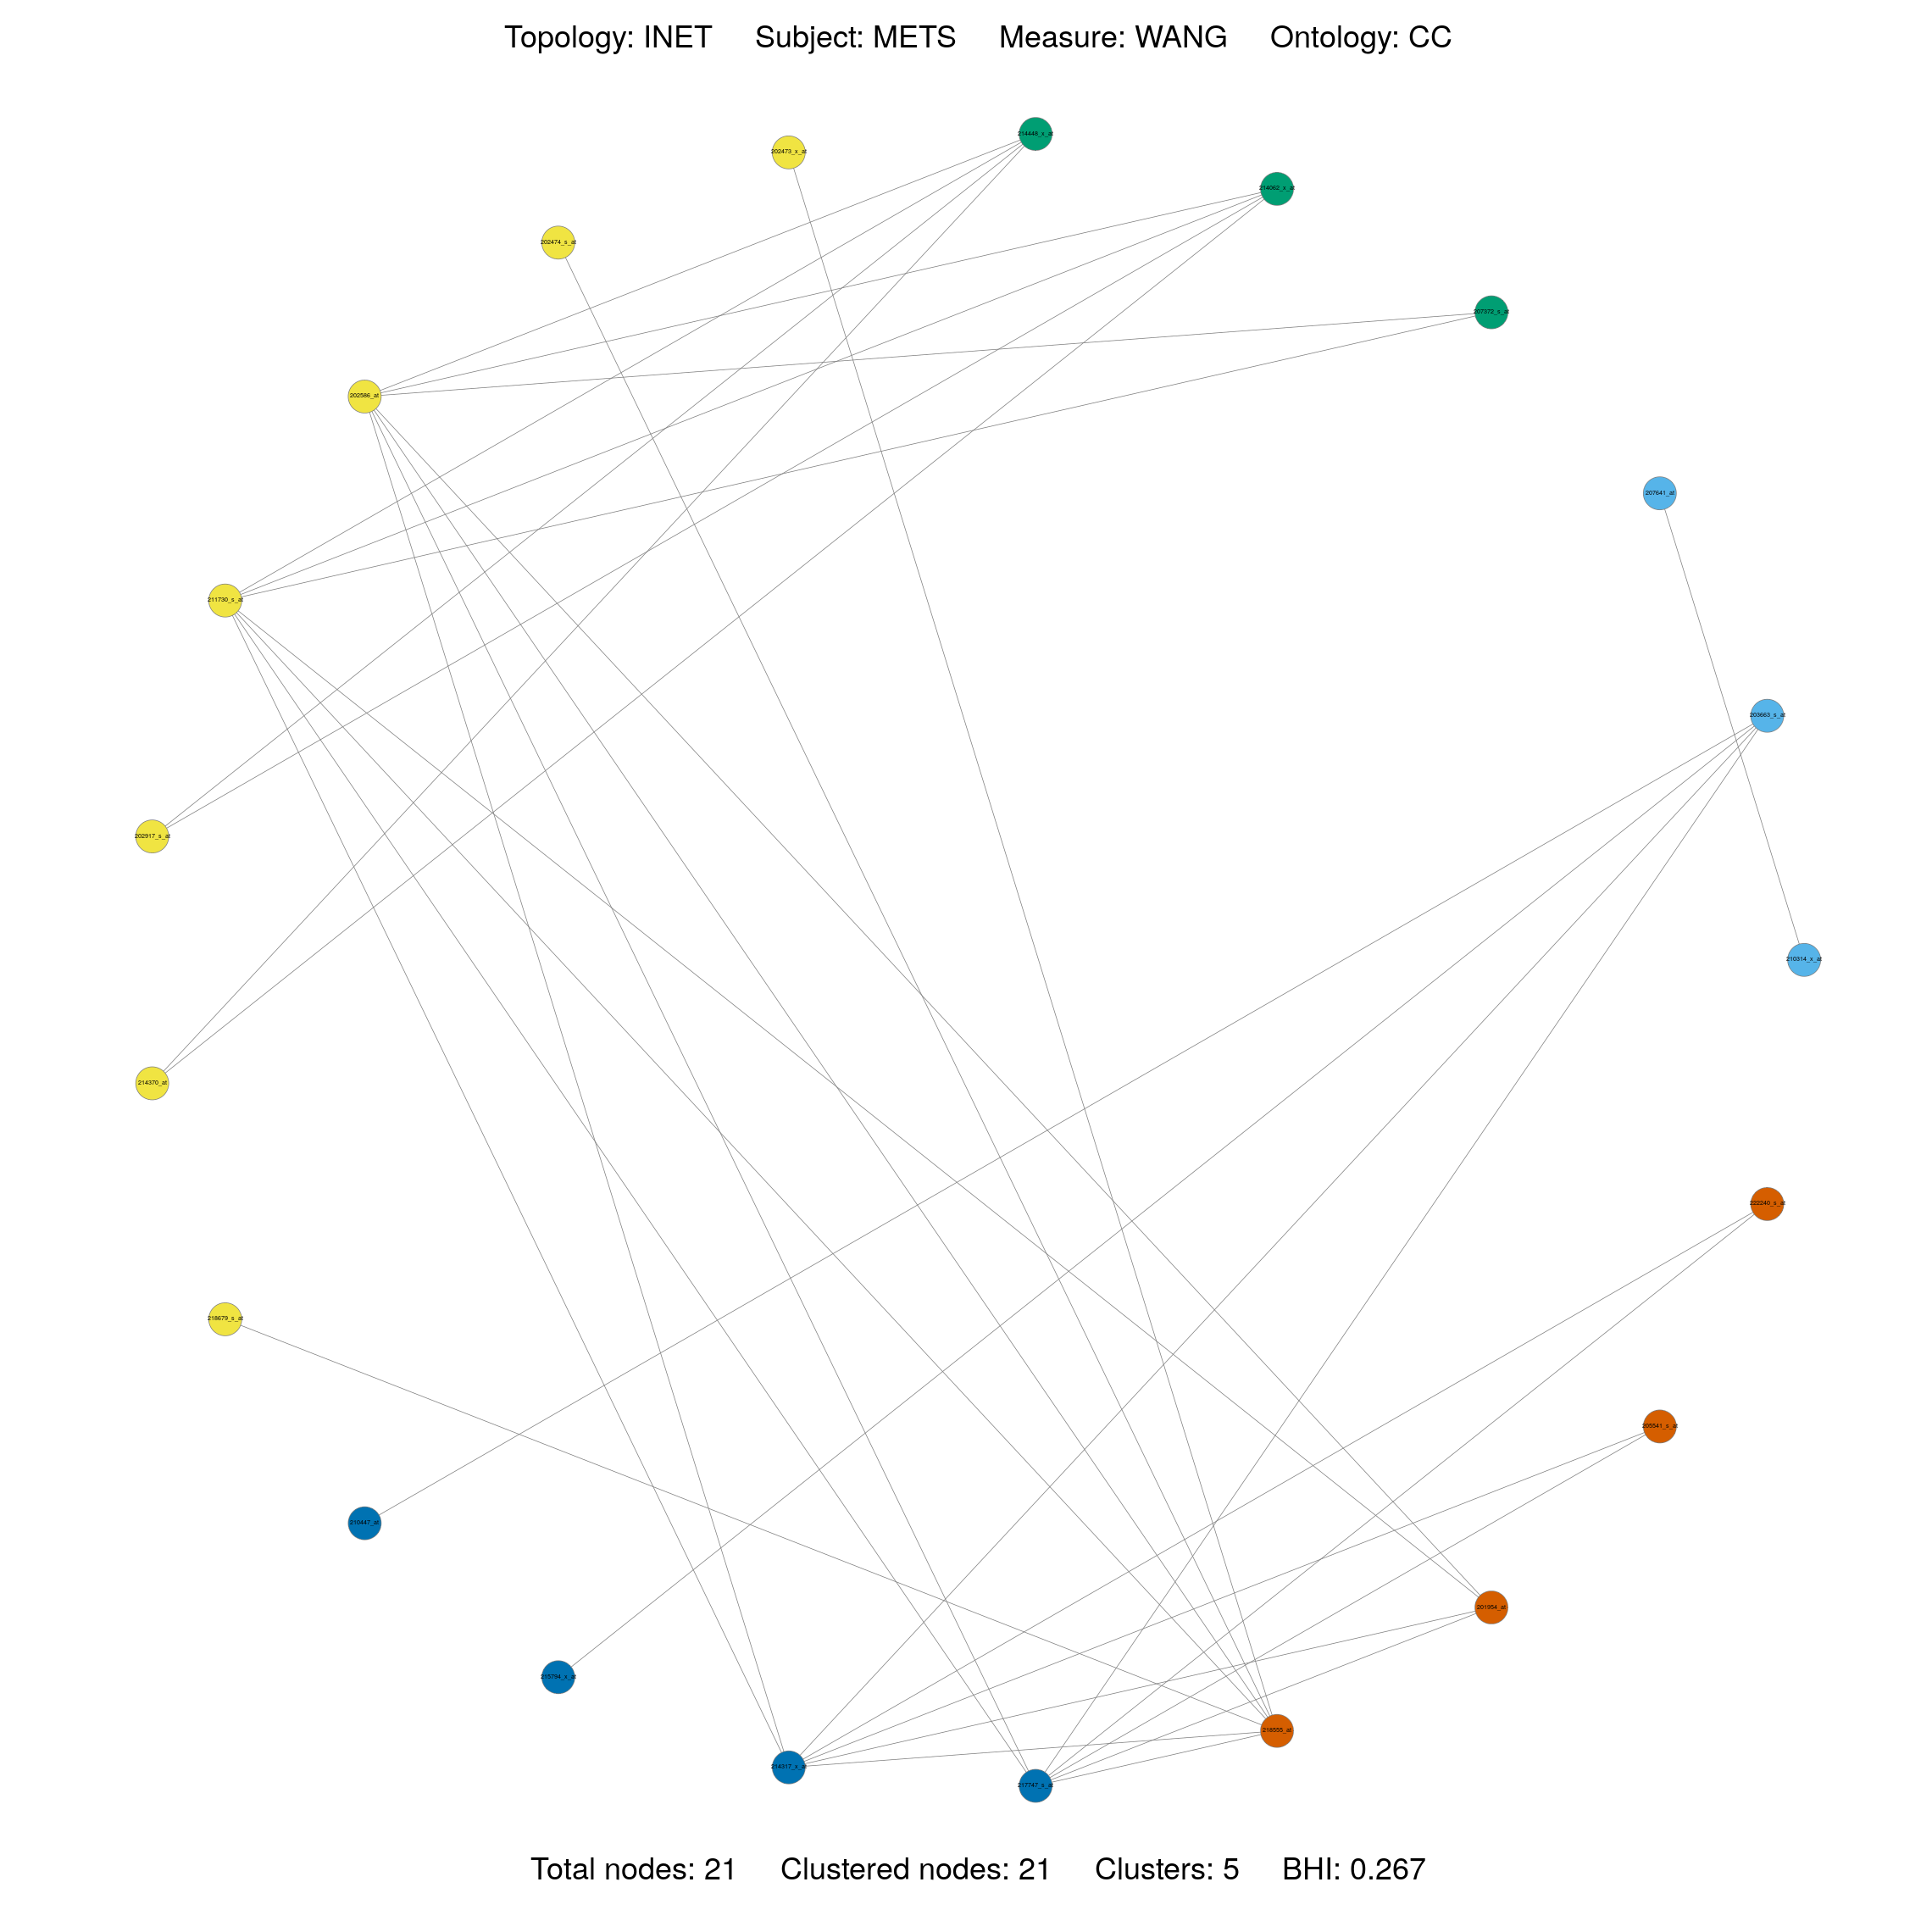 Topology: INET Subject: METS Measure: WANG Ontology: CC
214448_x_at
202473_x_at
214062_x_at
202474_s_at
207372_s_at
202586_at
207641_at
211730_s_at
203663_s_at
202917_s_at
210314_x_at
214370_at
222240_s_at
218679_s_at
205541_s_at
210447_at
201954_at
215794_x_at
218555_at
214317_x_at
217747_s_at
Total nodes: 21 Clustered nodes: 21 Clusters: 5 BHI: 0.267